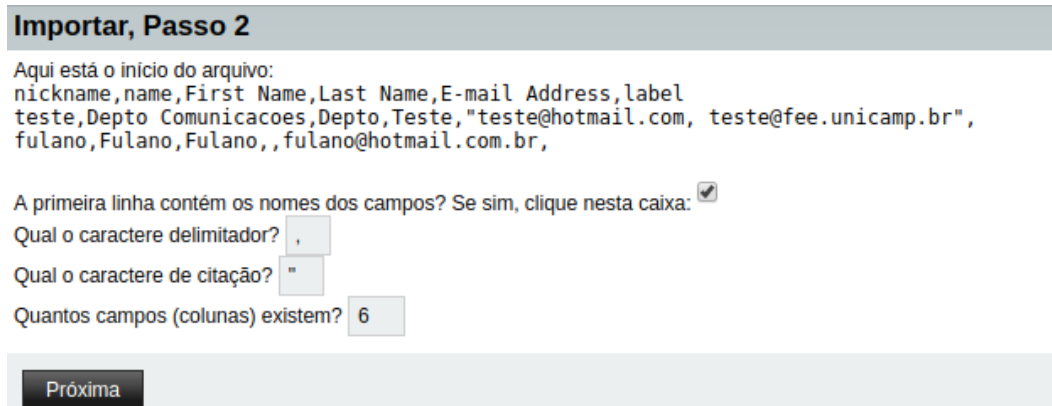 Importar, Passo 2
Aqui está o início do arquivo:
nickname,name,First Name,Last Name,E-mail Address,label
teste,Depto Comunicacoes,Depto,Teste,"teste@hotmail.com, teste@fee.unicamp.br",
fulano,Fulano,Fulano,,fulano@hotmail.com.br,
A primeira linha contém os nomes dos campos? Se sim, clique nesta caixa:
Qual o caractere delimitador? ,
Qual o caractere de citação? "
Quantos campos (colunas) existem? 6
Próxima